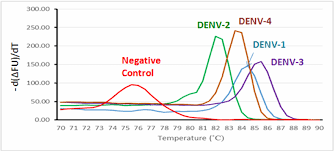 300.00
250.00
200.00
150.00
100.00
50.00
0.00
-d(ΔFU)/dT
DENV-2
DENV-4
DENV-1
DENV-3
Negative
Control
70 71 72 73 74 75 76 77 78 79 80 81 82 83 84 85 86 87 88 89 90
Temperature (°C)